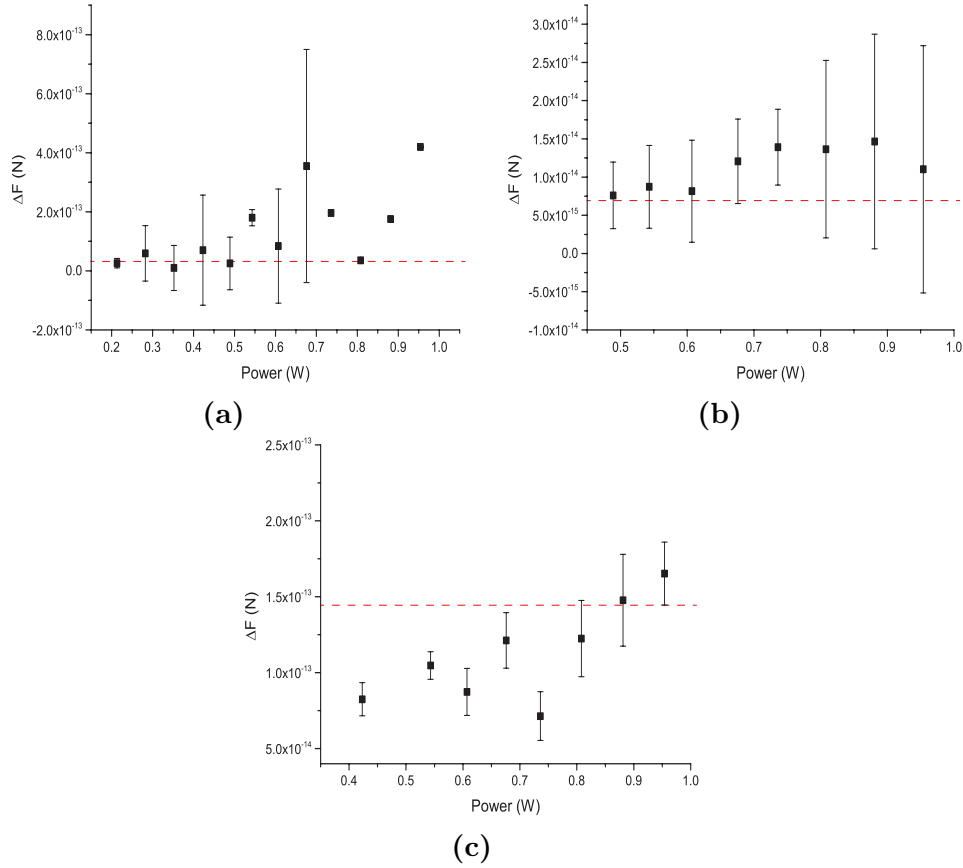 8.0x10⁻¹³
6.0x10⁻¹³
4.0x10⁻¹³
2.0x10⁻¹³
0.0
-2.0x10⁻¹³
ΔF (N)
0.2 0.3 0.4 0.5 0.6 0.7 0.8 0.9 1.0
Power (W)
(a)
3.0x10⁻¹⁴
2.5x10⁻¹⁴
2.0x10⁻¹⁴
1.5x10⁻¹⁴
1.0x10⁻¹⁴
5.0x10⁻¹⁵
0.0
-5.0x10⁻¹⁵
-1.0x10⁻¹⁴
ΔF (N)
0.5 0.6 0.7 0.8 0.9 1.0
Power (W)
(b)
2.5x10⁻¹³
2.0x10⁻¹³
1.5x10⁻¹³
1.0x10⁻¹³
5.0x10⁻¹⁴
ΔF (N)
0.4 0.5 0.6 0.7 0.8 0.9 1.0
Power (W)
(c)